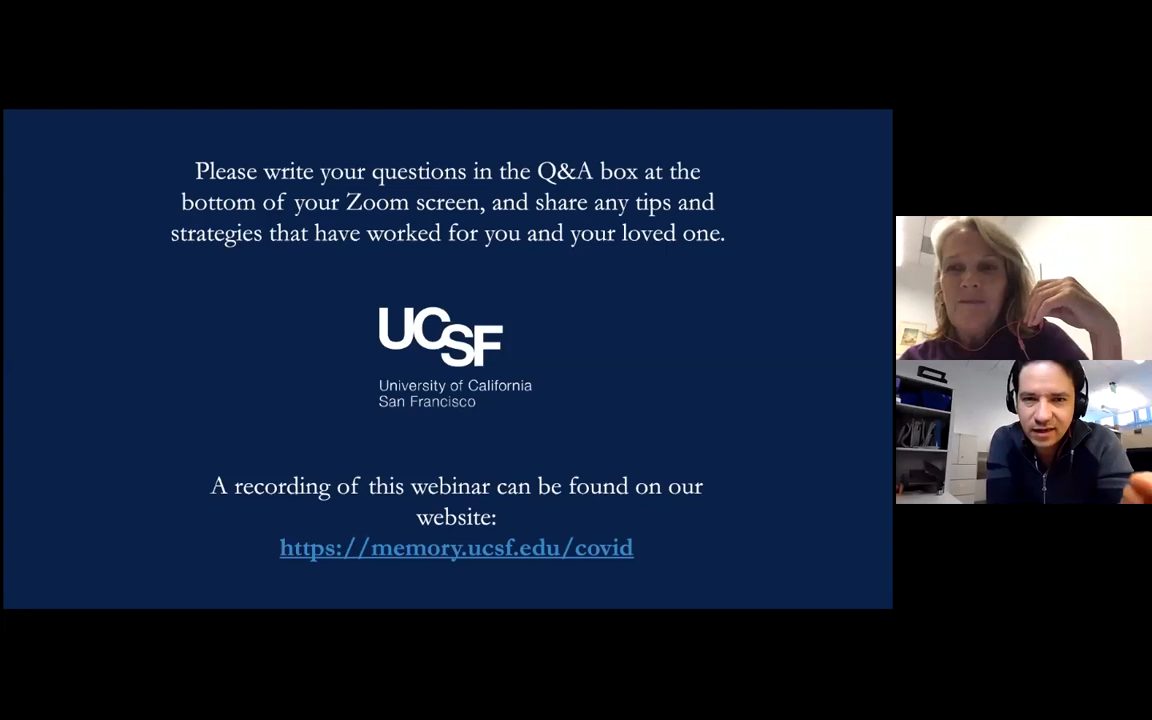 Please write your questions in the Q&A box at the
bottom of your Zoom screen, and share any tips and
strategies that have worked for you and your loved one.
UCSF
University of California
San Francisco
A recording of this webinar can be found on our
website:
https://memory.ucsf.edu/covid